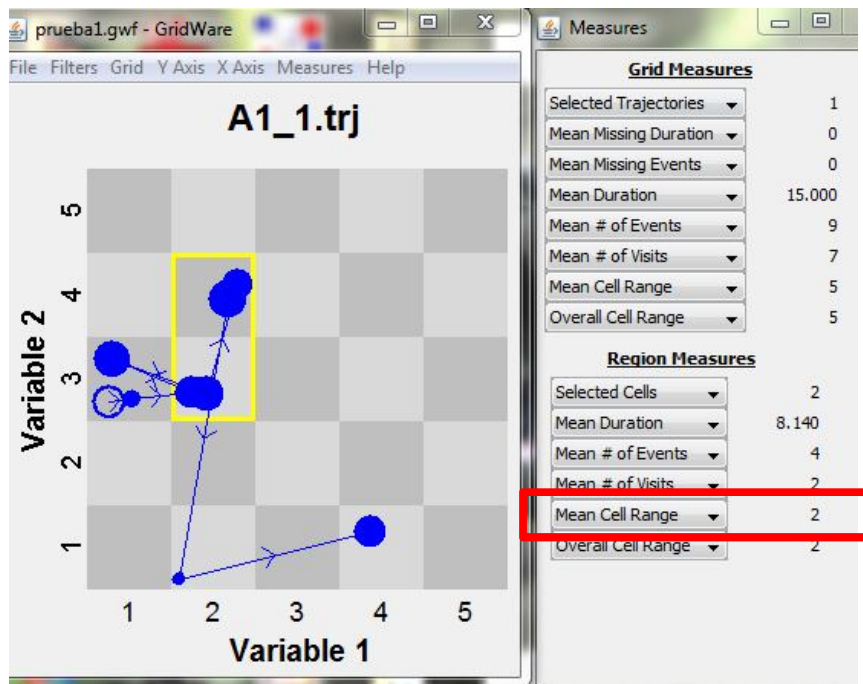 prueba1.gwf - GridWare
File Filters Grid Y Axis X Axis Measures Help
A1_1.trj
Variable 2
5
4
3
2
1
1 2 3 4 5
Variable 1
Measures
Grid Measures
Selected Trajectories 1
Mean Missing Duration 0
Mean Missing Events 0
Mean Duration 15.000
Mean # of Events 9
Mean # of Visits 7
Mean Cell Range 5
Overall Cell Range 5
Region Measures
Selected Cells 2
Mean Duration 8.140
Mean # of Events 4
Mean # of Visits 2
Mean Cell Range 2
Overall Cell Range 2